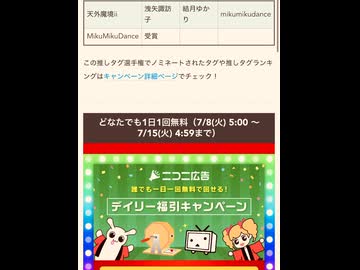 天外魔境ii 洩矢諏訪子 結月ゆかり mikumikudance
MikuMikuDance 受賞
この推しタグ選手権でノミネートされたタグや推しタグランキ
ングはキャンペーン詳細ページでチェック！
どなたでも1日1回無料（7/8(火) 5:00 〜
7/15(火) 4:59まで）
ニコニ広告
誰でも一日一回無料で回せる！
デイリー福引キャンペーン